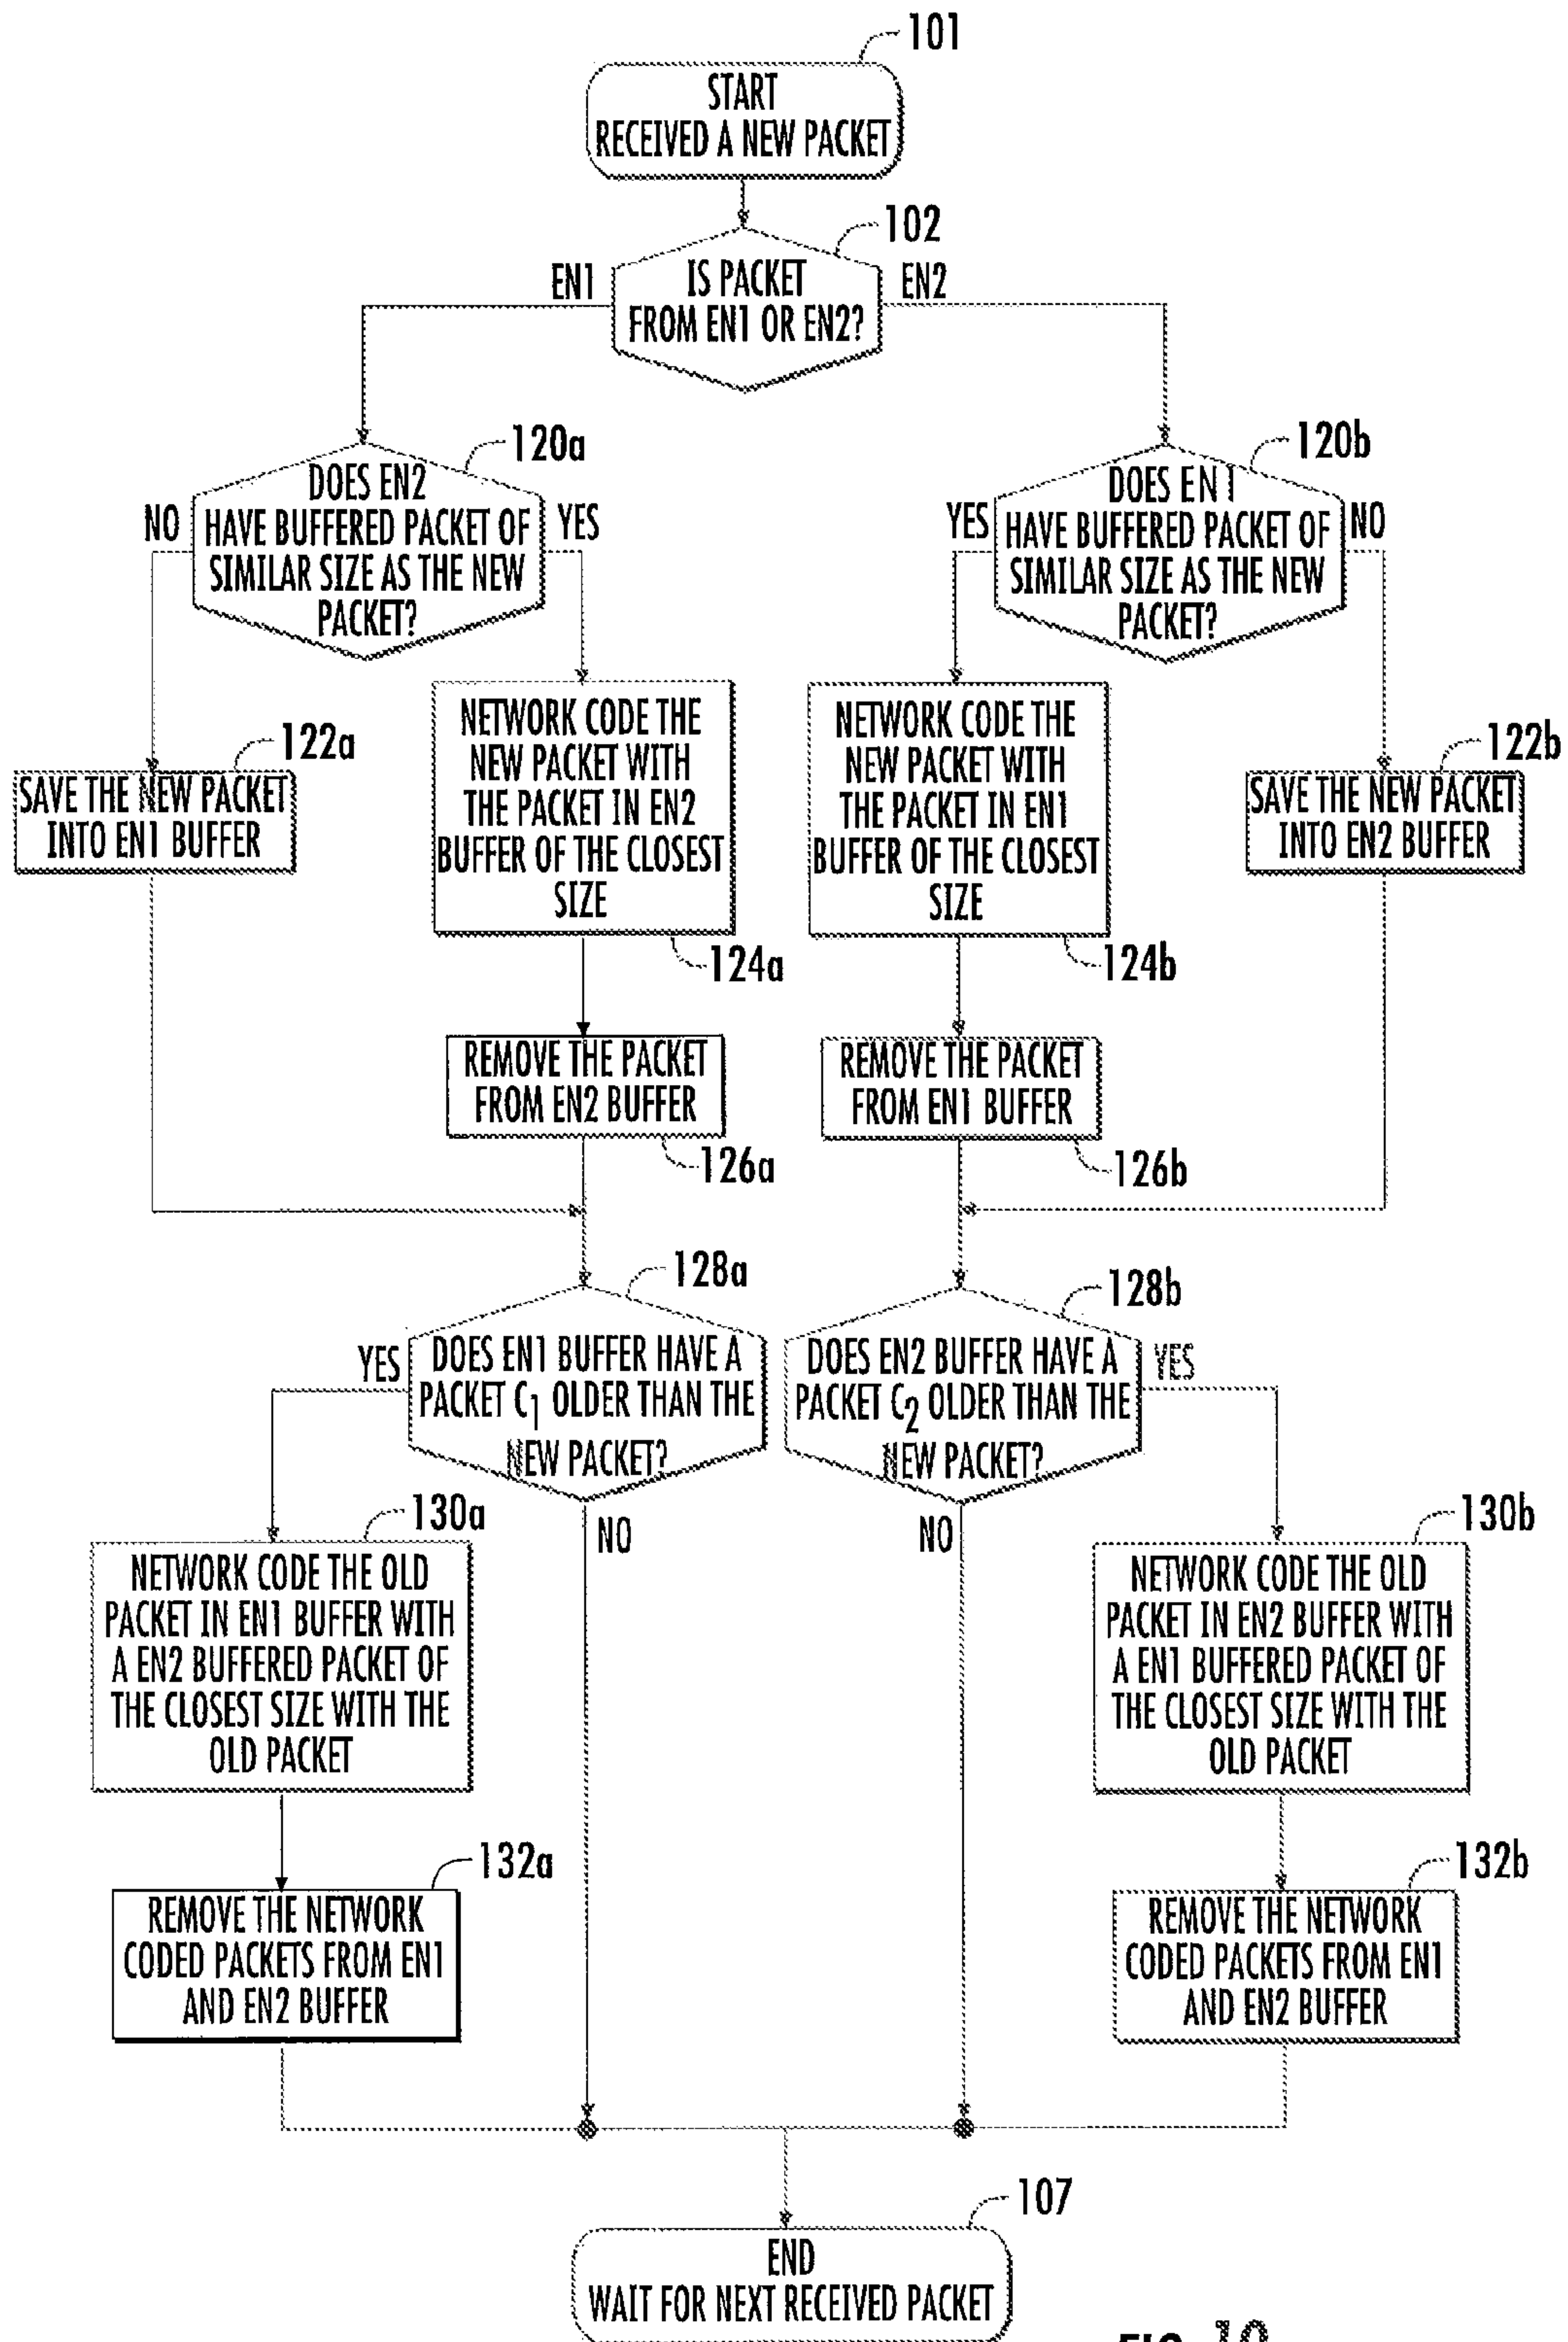 101
START
RECEIVED A NEW PACKET
102
EN1
IS PACKET
FROM EN1 OR EN2?
EN2
120a
DOES EN2
HAVE BUFFERED PACKET OF
SIMILAR SIZE AS THE NEW
PACKET?
NO
YES
120b
DOES EN1
HAVE BUFFERED PACKET OF
SIMILAR SIZE AS THE NEW
PACKET?
YES
NO
122a
SAVE THE NEW PACKET
INTO EN1 BUFFER
NETWORK CODE THE
NEW PACKET WITH
THE PACKET IN EN2
BUFFER OF THE CLOSEST
SIZE
124a
NETWORK CODE THE
NEW PACKET WITH
THE PACKET IN EN1
BUFFER OF THE CLOSEST
SIZE
124b
122b
SAVE THE NEW PACKET
INTO EN2 BUFFER
REMOVE THE PACKET
FROM EN2 BUFFER
126a
REMOVE THE PACKET
FROM EN1 BUFFER
126b
128a
YES
DOES EN1 BUFFER HAVE A
PACKET C1 OLDER THAN THE
NEW PACKET?
NO
128b
DOES EN2 BUFFER HAVE A
PACKET C2 OLDER THAN THE
NEW PACKET?
YES
NO
130a
NETWORK CODE THE OLD
PACKET IN EN1 BUFFER WITH
A EN2 BUFFERED PACKET OF
THE CLOSEST SIZE WITH THE
OLD PACKET
130b
NETWORK CODE THE OLD
PACKET IN EN2 BUFFER WITH
A EN1 BUFFERED PACKET OF
THE CLOSEST SIZE WITH THE
OLD PACKET
132a
REMOVE THE NETWORK
CODED PACKETS FROM EN1
AND EN2 BUFFER
132b
REMOVE THE NETWORK
CODED PACKETS FROM EN1
AND EN2 BUFFER
107
END
WAIT FOR NEXT RECEIVED PACKET